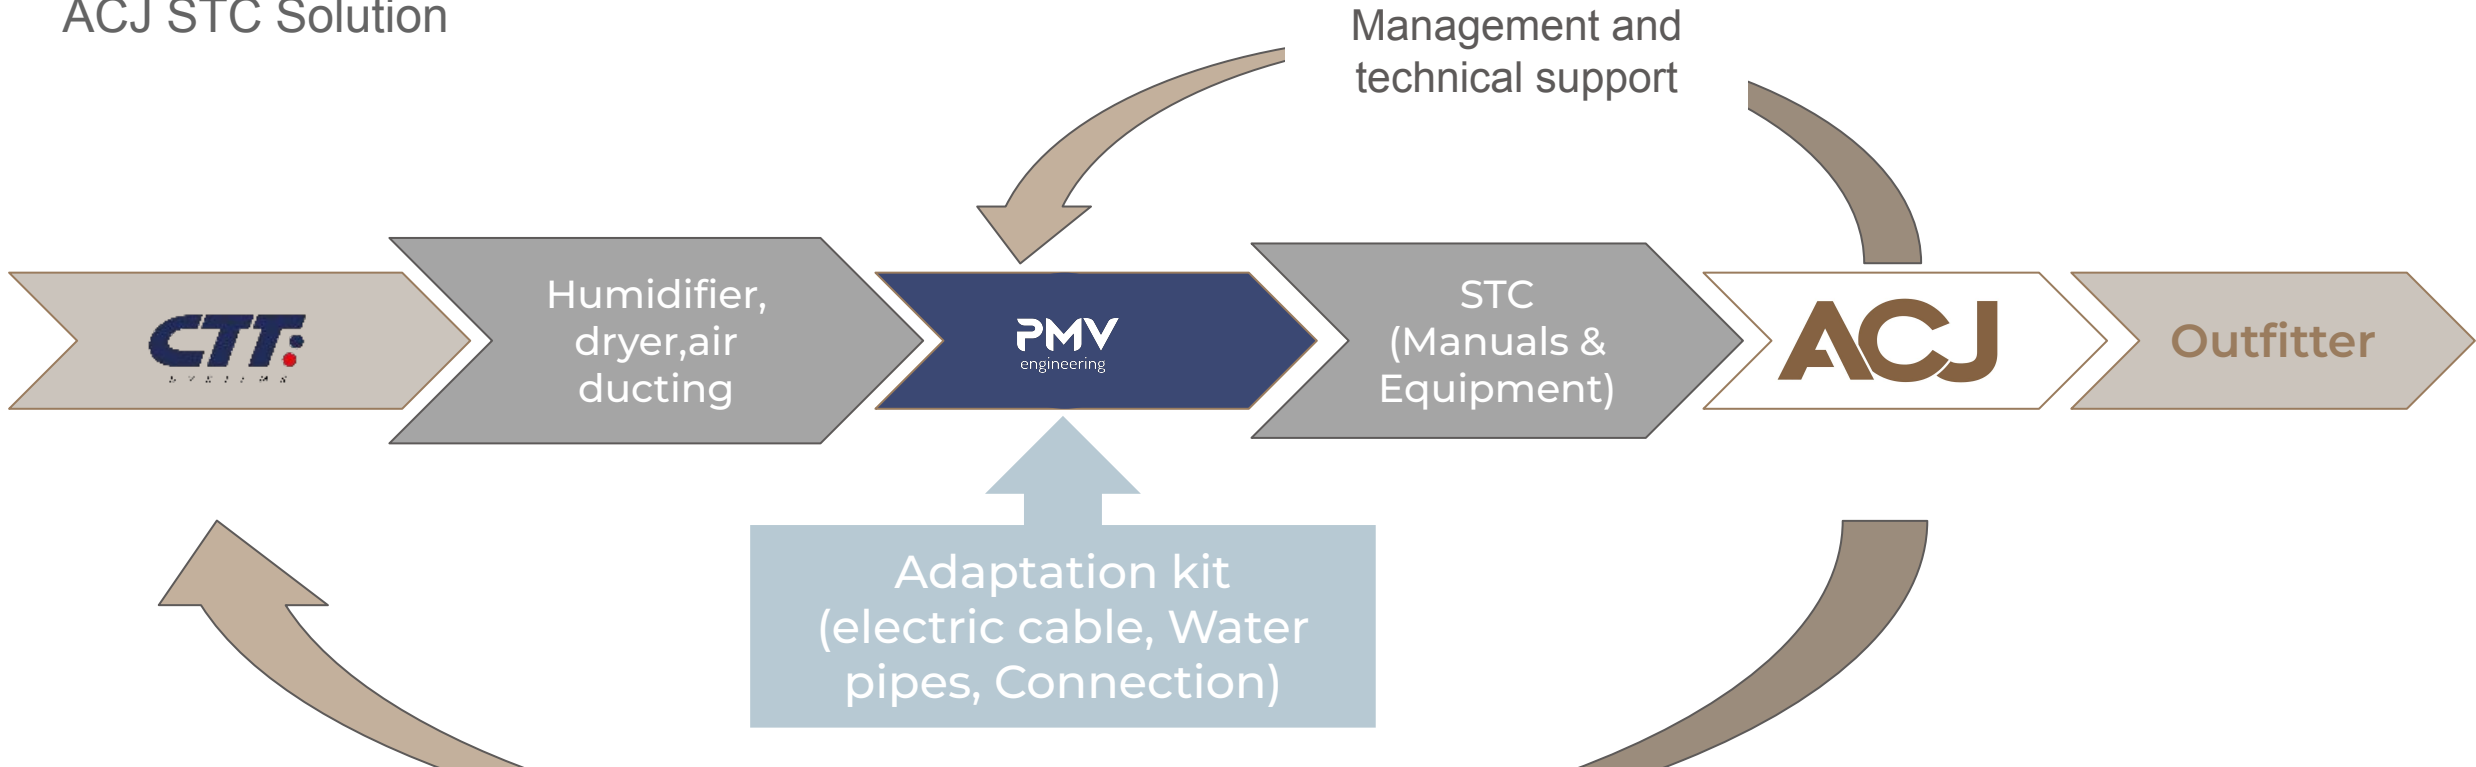 ACJ STC Solution
Management and
technical support
CTT
SYSTEMS
Humidifier,
dryer,air
ducting
PMV
engineering
STC
(Manuals &
Equipment)
ACJ
Outfitter
Adaptation kit
(electric cable, Water
pipes, Connection)